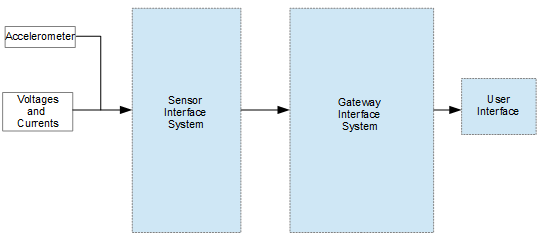 Accelerometer
Voltages
and
Currents
Sensor
Interface
System
Gateway
Interface
System
User
Interface